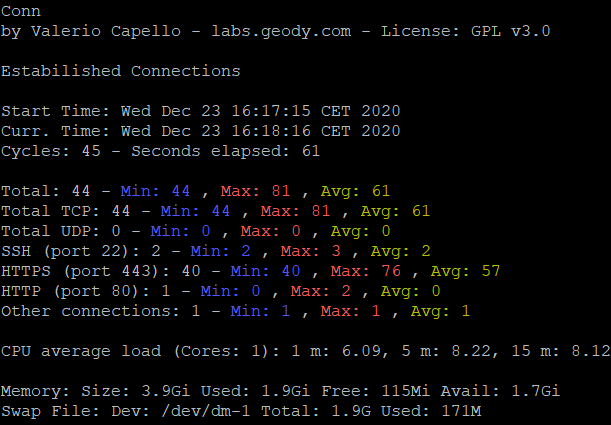 Conn
by Valerio Capello - labs.geody.com - License: GPL v3.0
Estabilished Connections
Start Time: Wed Dec 23 16:17:15 CET 2020
Curr. Time: Wed Dec 23 16:18:16 CET 2020
Cycles: 45 - Seconds elapsed: 61
Total: 44 - Min: 44 , Max: 81 , Avg: 61
Total TCP: 44 - Min: 44 , Max: 81 , Avg: 61
Total UDP: 0 - Min: 0 , Max: 0 , Avg: 0
SSH (port 22): 2 - Min: 2 , Max: 3 , Avg: 2
HTTPS (port 443): 40 - Min: 40 , Max: 76 , Avg: 57
HTTP (port 80): 1 - Min: 0 , Max: 2 , Avg: 0
Other connections: 1 - Min: 1 , Max: 1 , Avg: 1
CPU average load (Cores: 1): 1 m: 6.09, 5 m: 8.22, 15 m: 8.12
Memory: Size: 3.9Gi Used: 1.9Gi Free: 115Mi Avail: 1.7Gi
Swap File: Dev: /dev/dm-1 Total: 1.9G Used: 171M